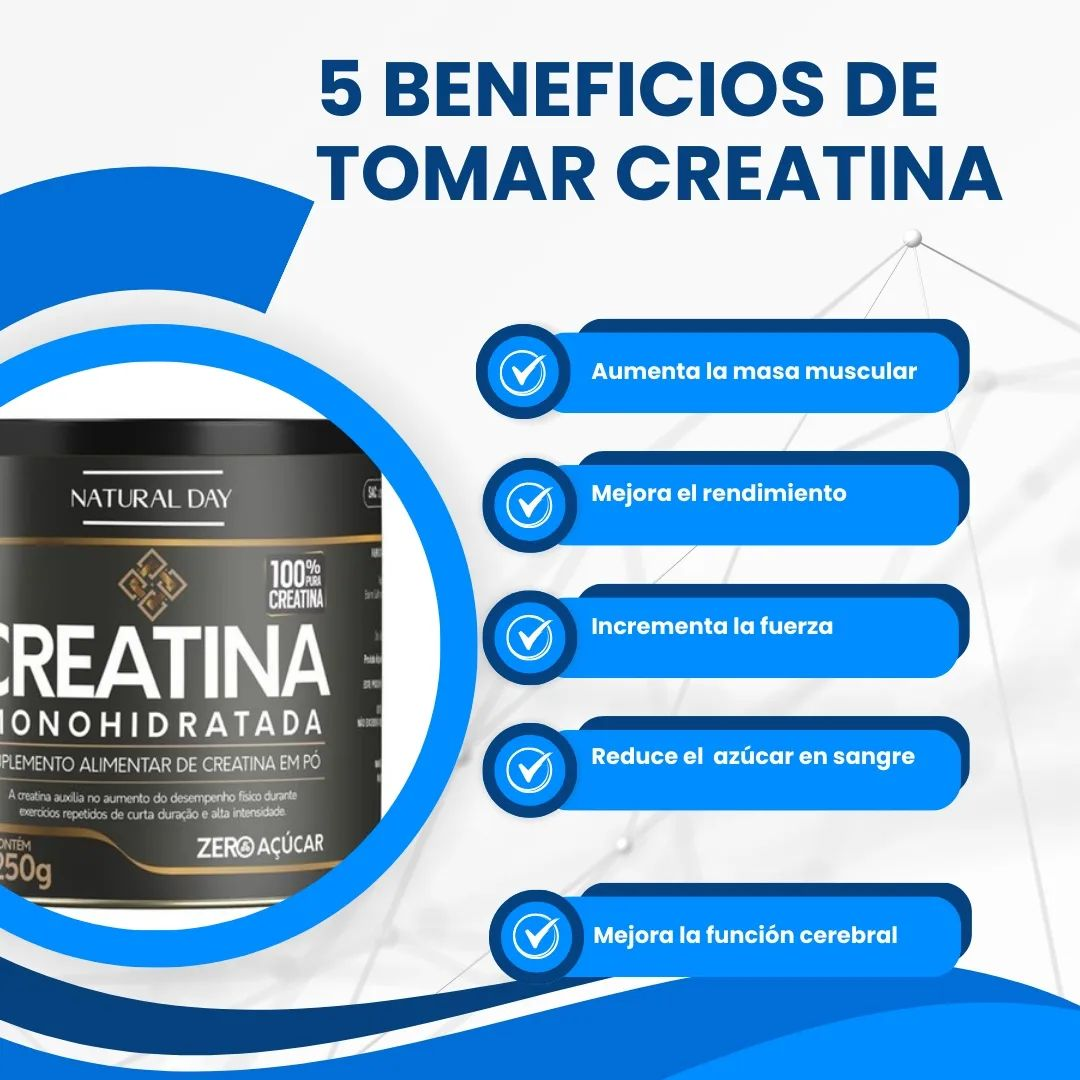 5 BENEFICIOS DE
TOMAR CREATINA
Aumenta la masa muscular
Mejora el rendimiento
Incrementa la fuerza
Reduce el azúcar en sangre
Mejora la función cerebral
NATURAL DAY
100%
PURA
CREATINA
CREATINA
MONOHIDRATADA
SUPLEMENTO ALIMENTAR DE CREATINA EM PÓ
A creatina auxilia no aumento do desempenho físico durante
exercícios repetidos de curta duração e alta intensidade.
CONTÉM
250g
ZERO AÇÚCAR